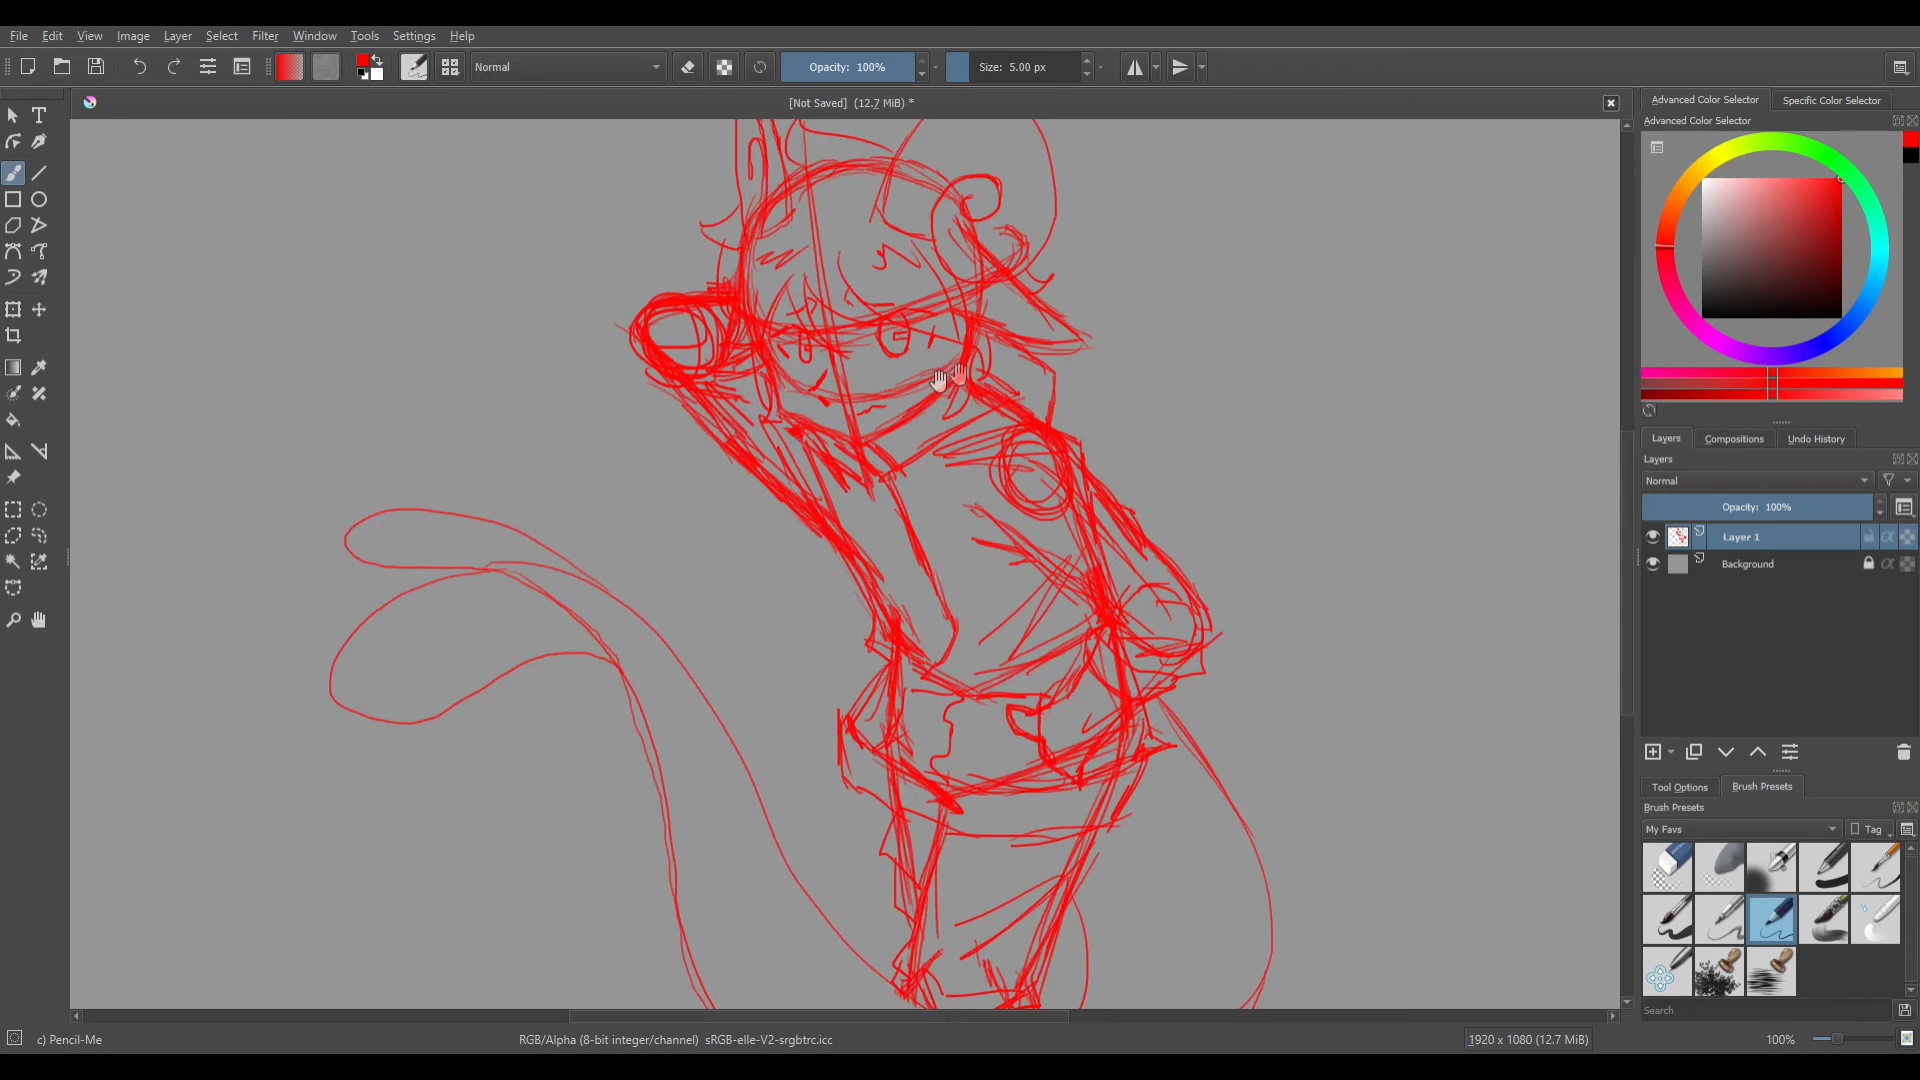 File Edit View Image Layer Select Filter Tools Settings Window Help
Normal Opacity: 100% Size: 5.00 px
[Not Saved] (12.7 MiB) *
Advanced Color Selector Specific Color Selector
Advanced Color Selector
Layers Compositions Undo History
Layers
Normal
Opacity: 100%
Layer 1
Background
Tool Options Brush Presets
Brush Presets
My Favs Tag
Search
c) Pencil-Me RGB/Alpha (8-bit integer/channel) sRGB-elle-V2-srgbtrc.icc 1920 x 1080 (12.7 MiB) 100%